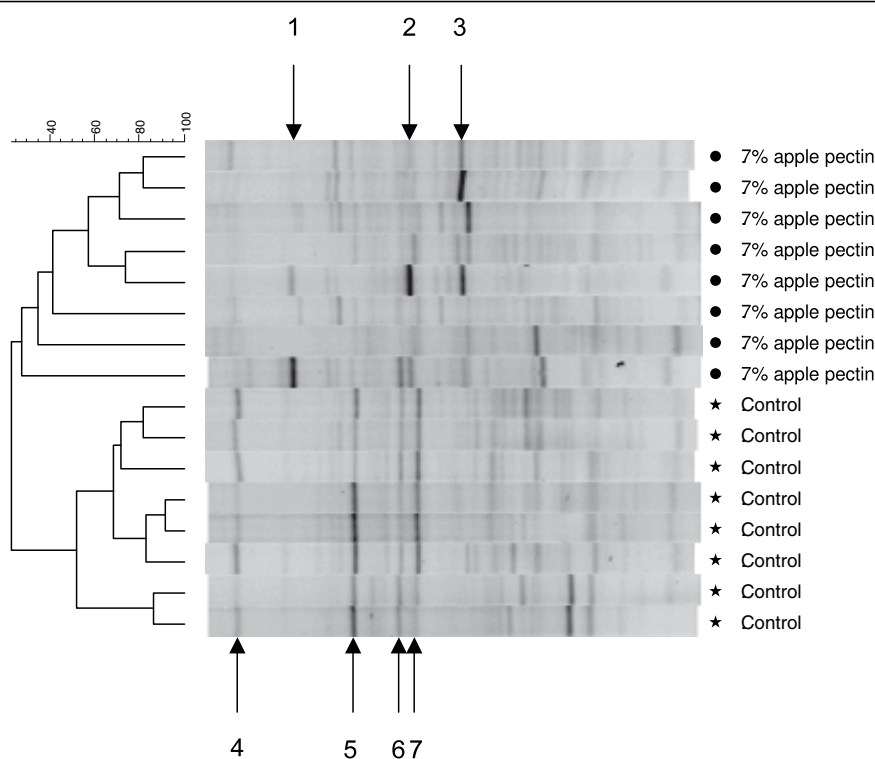 1 2 3
40 60 80 100
7% apple pectin
7% apple pectin
7% apple pectin
7% apple pectin
7% apple pectin
7% apple pectin
7% apple pectin
7% apple pectin
Control
Control
Control
Control
Control
Control
Control
Control
4 5 6 7